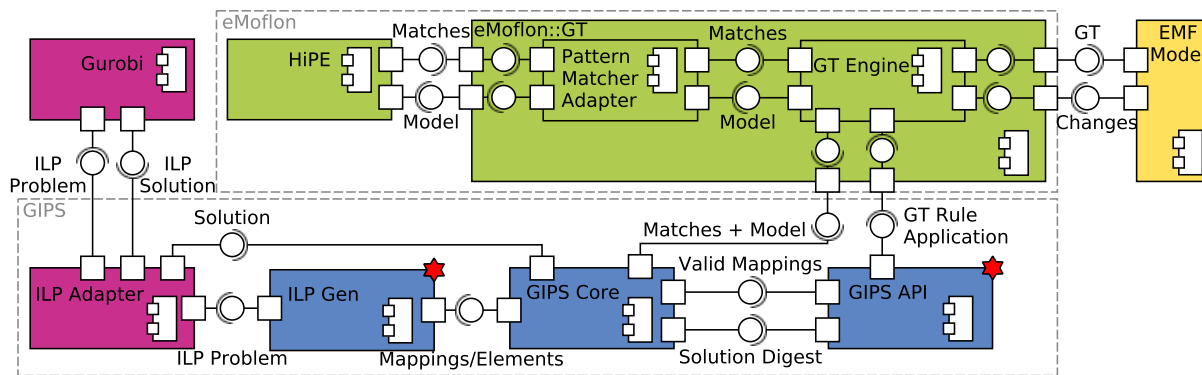 eMoflon
Matches
eMoflon::GT
Matches
GT
EMF
Gurobi
HiPE
Pattern
Matcher
Adapter
GT Engine
Mode
Model
Model
Changes
ILP
Problem
ILP
Solution
GIPS
Solution
Matches + Model
GT Rule
Application
Valid Mappings
ILP Adapter
ILP Gen
GIPS Core
GIPS API
ILP Problem
Mappings/Elements
Solution Digest